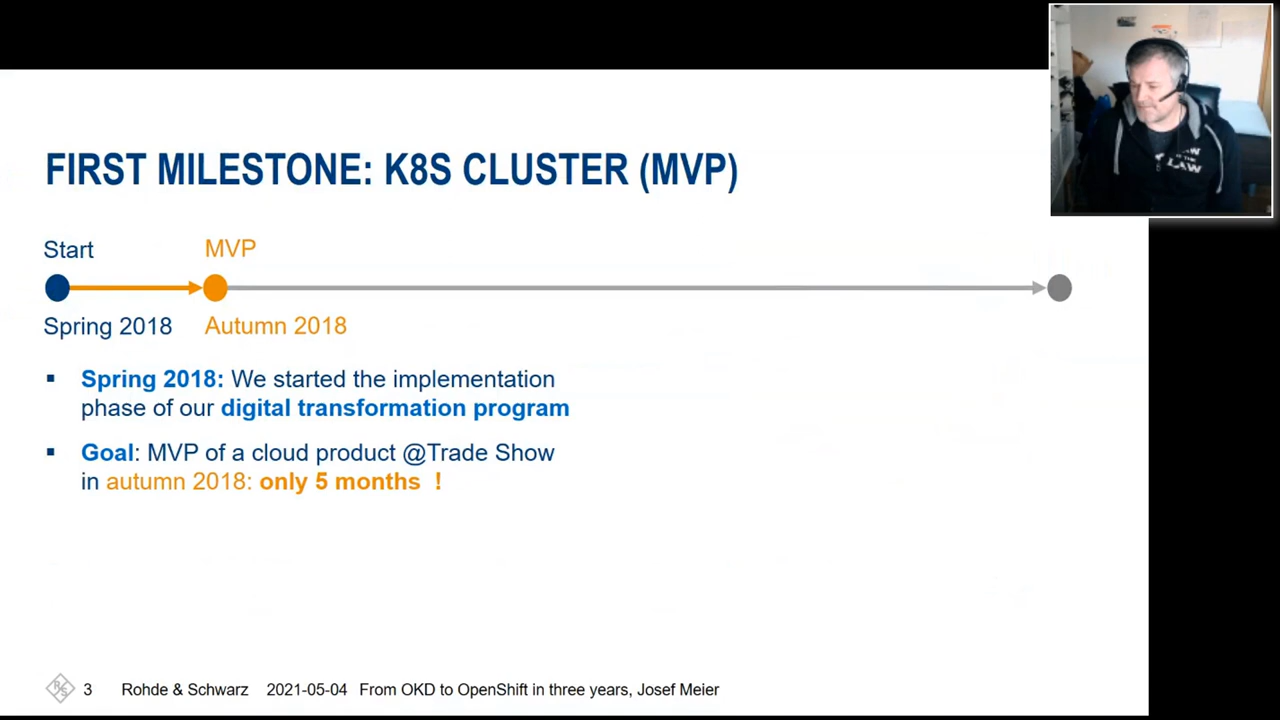 FIRST MILESTONE: K8S CLUSTER (MVP)
Start
MVP
Spring 2018
Autumn 2018
▪ Spring 2018: We started the implementation
phase of our digital transformation program
▪ Goal: MVP of a cloud product @Trade Show
in autumn 2018: only 5 months !
R&S
3 Rohde & Schwarz 2021-05-04 From OKD to OpenShift in three years, Josef Meier
LAW